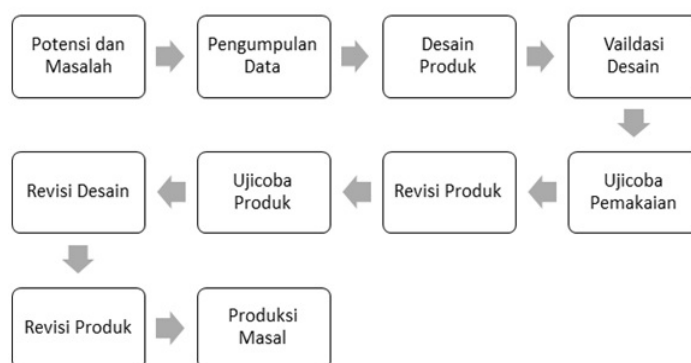 Potensi dan
Masalah
Pengumpulan
Data
Desain
Produk
Vaildasi
Desain
Ujicoba
Pemakaian
Revisi Produk
Ujicoba
Produk
Revisi Desain
Revisi Produk
Produksi
Masal